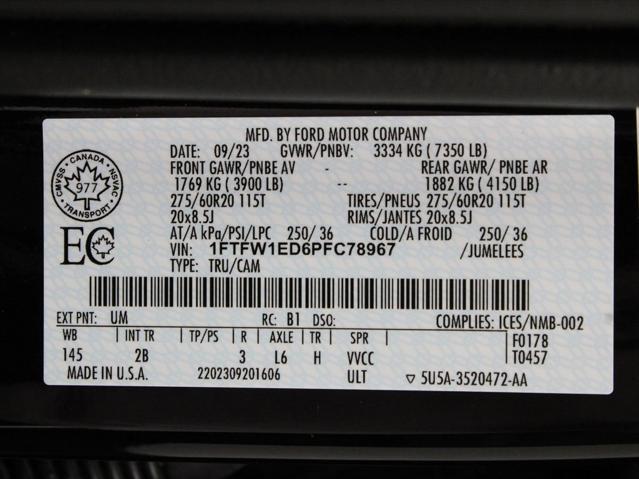 MFD. BY FORD MOTOR COMPANY
DATE: 09/23 GVWR/PNBV: 3334 KG ( 7350 LB)
FRONT GAWR/PNBE AV - REAR GAWR/ PNBE AR
1769 KG ( 3900 LB) -- 1882 KG ( 4150 LB)
275/60R20 115T TIRES/PNEUS 275/60R20 115T
20x8.5J RIMS/JANTES 20x8.5J
AT/A kPa/PSI/LPC 250/ 36 COLD/A FROID 250/ 36
VIN: 1FTFW1ED6PFC78967 /JUMELEES
TYPE: TRU/CAM
CANADA
CMVSS 977 NSVAC
TRANSPORT
EC
EXT PNT: UM RC: B1 DSO: COMPLIES: ICES/NMB-002
WB INT TR TP/PS R AXLE TR SPR F0178
145 2B 3 L6 H VVCC T0457
MADE IN U.S.A. 2202309201606 ULT ▽ 5U5A-3520472-AA